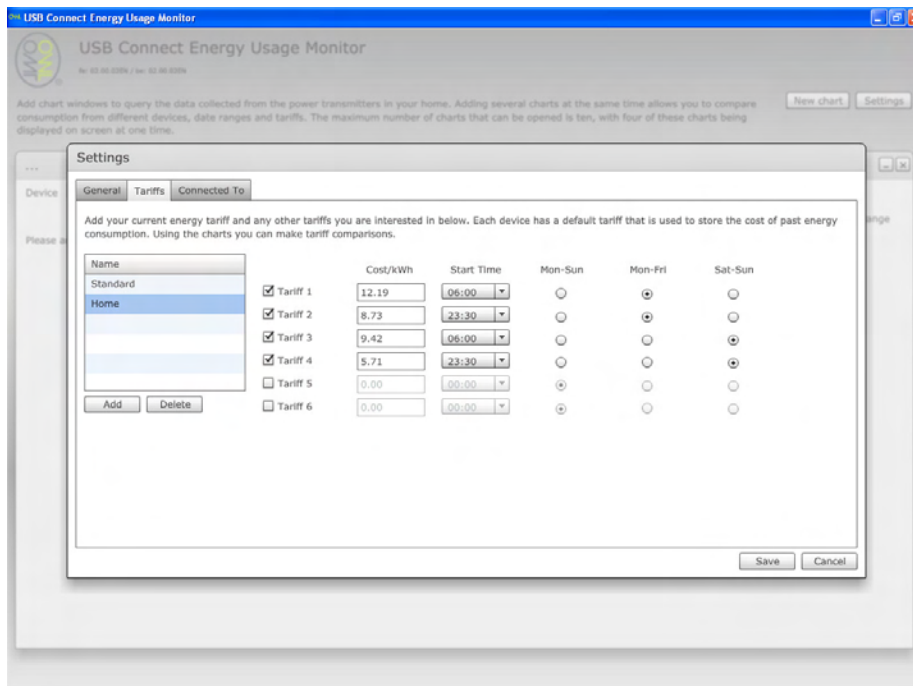 USB Connect Energy Usage Monitor
USB Connect Energy Usage Monitor
Add chart windows to query the data collected from the power transmitters in your home. Adding several charts at the same time allows you to compare
consumption from different devices, date ranges and tariffs. The maximum number of charts that can be opened is ten, with four of these charts being
displayed on screen at one time.
New chart Settings
...
Device
Please
Settings
General Tariffs Connected To
Add your current energy tariff and any other tariffs you are interested in below. Each device has a default tariff that is used to store the cost of past energy
consumption. Using the charts you can make tariff comparisons.
Name
Standard
Home
Add Delete
Cost/kWh Start Time Mon-Sun Mon-Fri Sat-Sun
Tariff 1 12.19 06:00
Tariff 2 8.73 23:30
Tariff 3 9.42 06:00
Tariff 4 5.71 23:30
Tariff 5 0.00 00:00
Tariff 6 0.00 00:00
Save Cancel